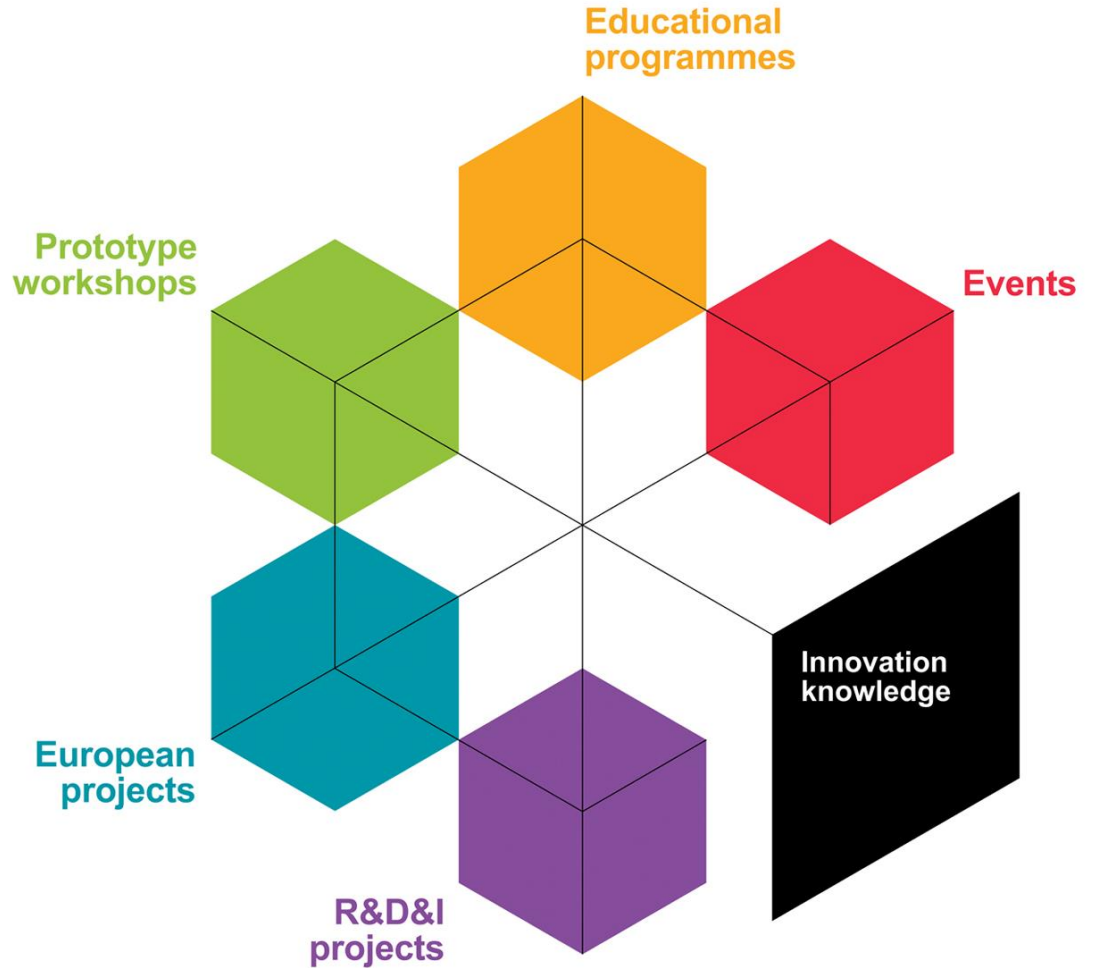 Educational
programmes
Prototype
workshops
Events
Innovation
knowledge
European
projects
R&D&I
projects